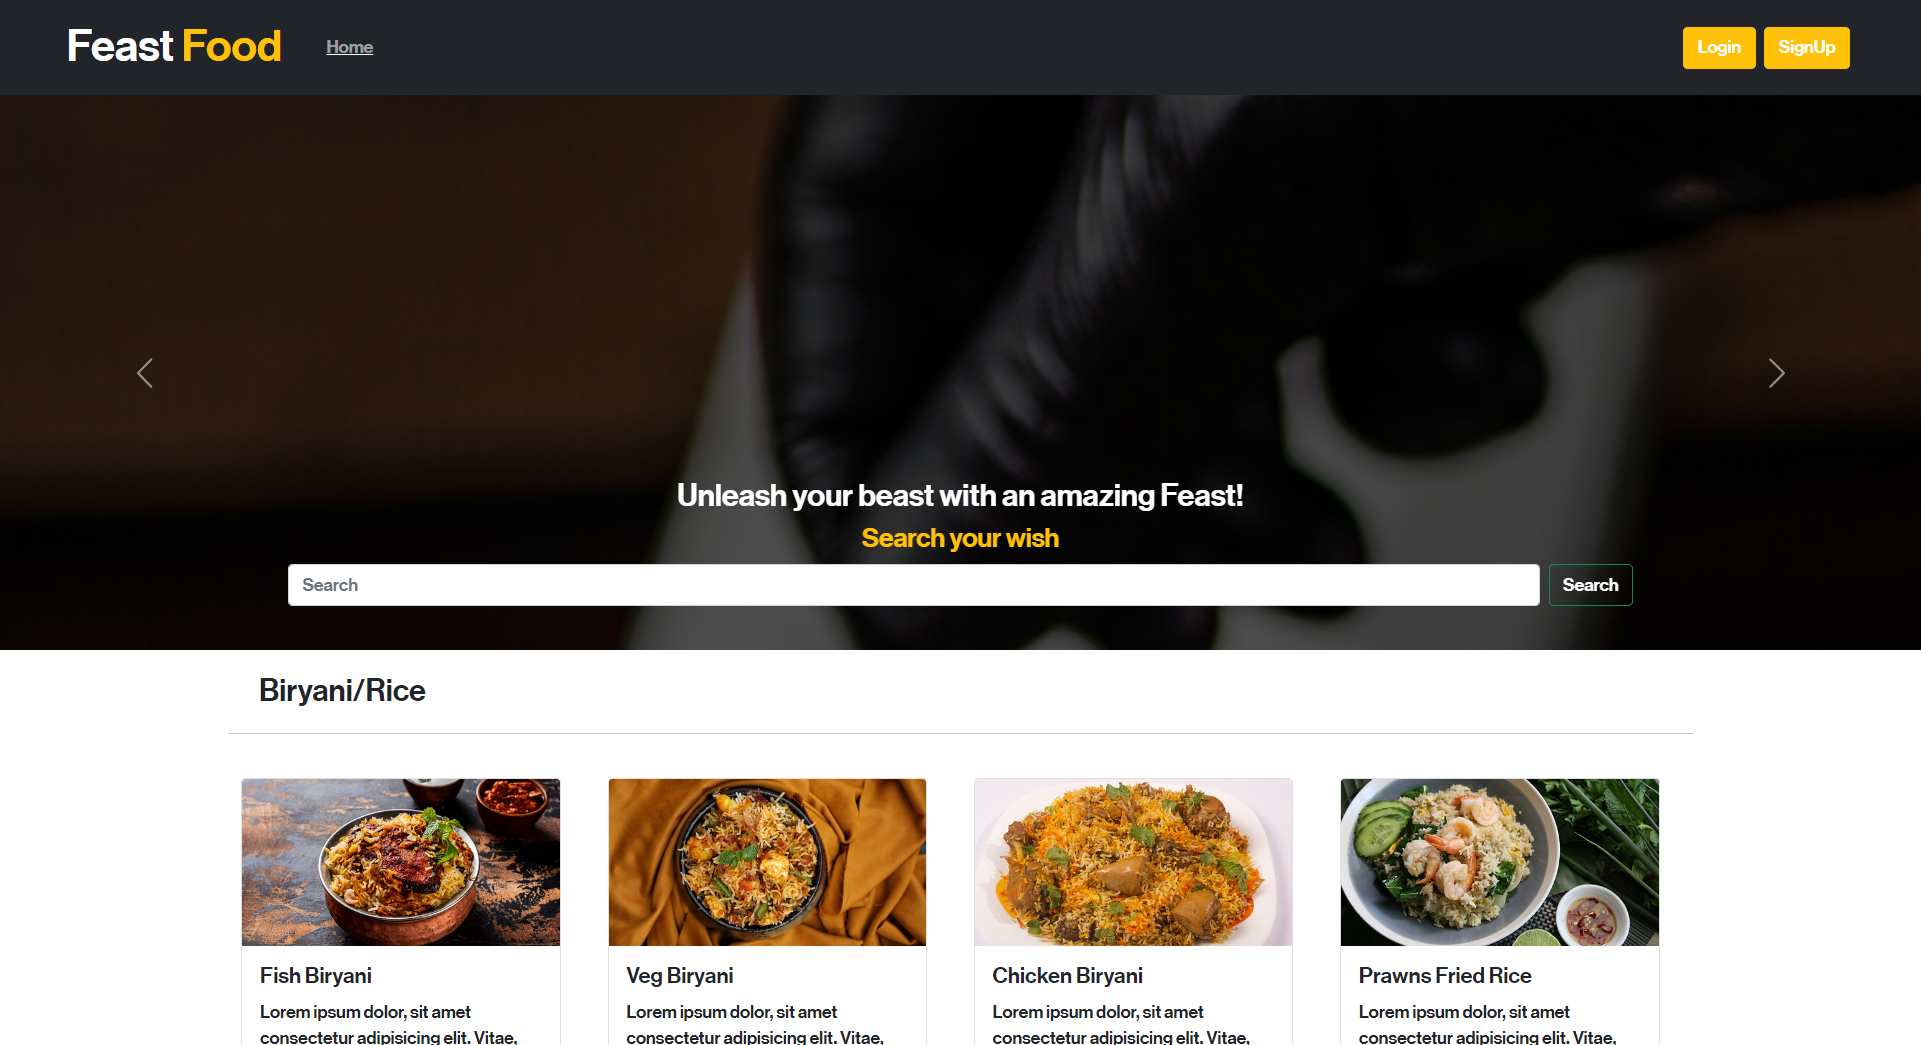 Feast Food
Home
Login
SignUp
Unleash your beast with an amazing Feast!
Search your wish
Search
Search
Biryani/Rice
Fish Biryani
Lorem ipsum dolor, sit amet
consectetur adipisicing elit. Vitae,
Veg Biryani
Lorem ipsum dolor, sit amet
consectetur adipisicing elit. Vitae,
Chicken Biryani
Lorem ipsum dolor, sit amet
consectetur adipisicing elit. Vitae,
Prawns Fried Rice
Lorem ipsum dolor, sit amet
consectetur adipisicing elit. Vitae,